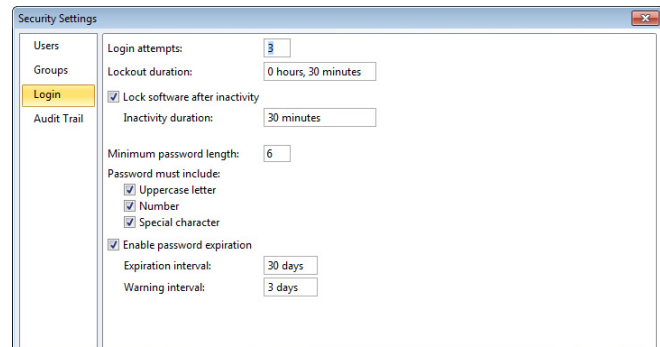 Security Settings
Users
Groups
Login
Audit Trail
Login attempts: 3
Lockout duration: 0 hours, 30 minutes
Lock software after inactivity
Inactivity duration: 30 minutes
Minimum password length: 6
Password must include:
Uppercase letter
Number
Special character
Enable password expiration
Expiration interval: 30 days
Warning interval: 3 days